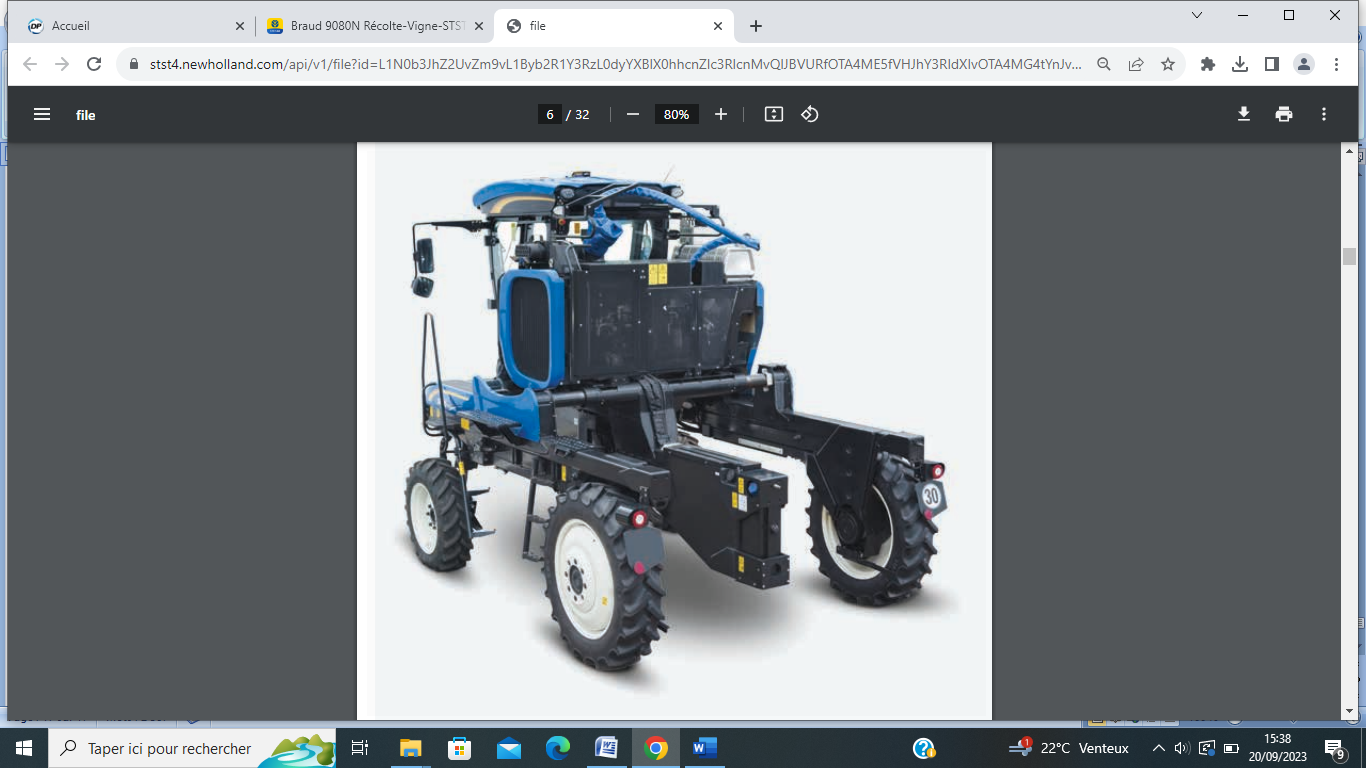 Accueil
Braud 9080N Récolte-Vigne-STST
file
stst4.newholland.com/api/v1/file?id=L1N0b3JhZ2UvZm9vL1Byb2R1Y3RzL0dyYXBlX0hhcnZlc3RlcnMvQlJBVURfOTA4ME5fVHJhY3RldXIvOTA4MG4tYnJv...
file
6 / 32
80%
30
22°C Venteux
Taper ici pour rechercher
15:38
20/09/2023
9